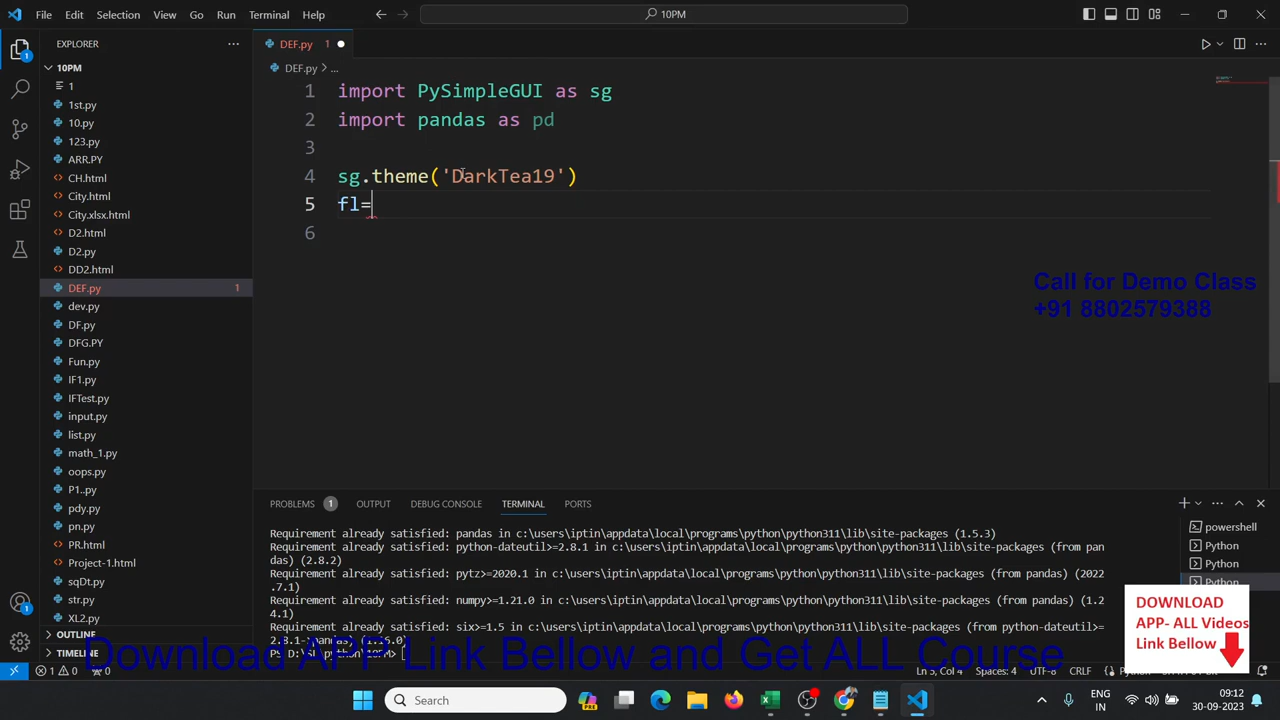 File Edit Selection View Go Run Terminal Help
10PM
EXPLORER
DEF.py 1
10PM
DEF.py > ...
1
1st.py
10.py
123.py
ARR.PY
CH.html
City.html
City.xlsx.html
D2.html
D2.py
DD2.html
DEF.py 1
dev.py
DF.py
DFG.PY
Fun.py
IF1.py
IFTest.py
input.py
list.py
math_1.py
oops.py
P1..py
pdy.py
pn.py
PR.html
Project-1.html
sqDt.py
str.py
XL2.py
OUTLINE
TIMELINE
1 import PySimpleGUI as sg
2 import pandas as pd
3
4 sg.theme('DarkTea19')
5 fl=
6
Call for Demo Class
+91 8802579388
PROBLEMS 1 OUTPUT DEBUG CONSOLE TERMINAL PORTS
Requirement already satisfied: pandas in c:\users\iptin\appdata\local\programs\python\python311\lib\site-packages (1.5.3)
Requirement already satisfied: python-dateutil>=2.8.1 in c:\users\iptin\appdata\local\programs\python\python311\lib\site-packages (from pan
das) (2.8.2)
Requirement already satisfied: pytz>=2020.1 in c:\users\iptin\appdata\local\programs\python\python311\lib\site-packages (from pandas) (2022
.7.1)
Requirement already satisfied: numpy>=1.21.0 in c:\users\iptin\appdata\local\programs\python\python311\lib\site-packages (from pandas) (1.2
4.1)
Requirement already satisfied: six>=1.5 in c:\users\iptin\appdata\local\programs\python\python311\lib\site-packages (from python-dateutil>=
powershell
Python
Python
Python
DOWNLOAD
APP- ALL Videos
Link Bellow
Download APP Link Bellow and Get ALL Course
1 0 0
Search
ENG
IN
09:12
30-09-2023